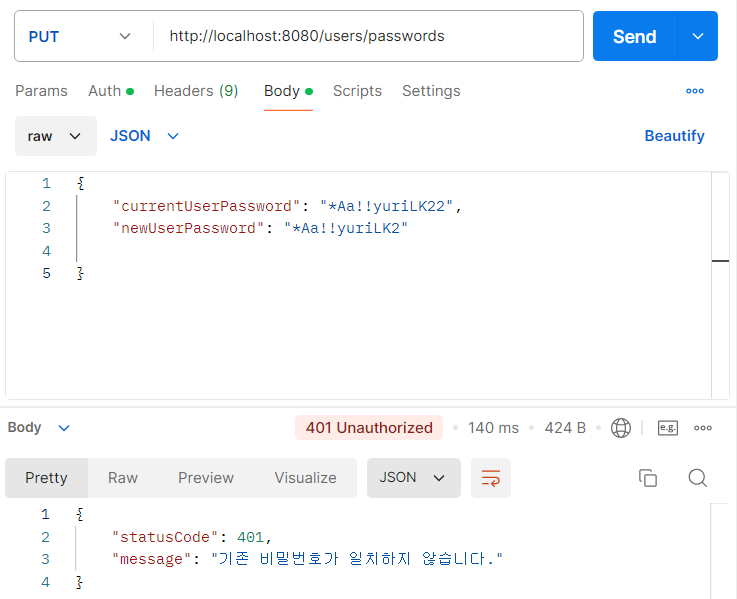 PUT http://localhost:8080/users/passwords Send
Params Auth Headers (9) Body Scripts Settings
raw JSON Beautify
1 {
2 "currentUserPassword": "*Aa!!yuriLK22",
3 "newUserPassword": "*Aa!!yuriLK2"
4
5 }
Body 401 Unauthorized 140 ms 424 B e.g.
Pretty Raw Preview Visualize JSON
1 {
2 "statusCode": 401,
3 "message": "기존 비밀번호가 일치하지 않습니다."
4 }